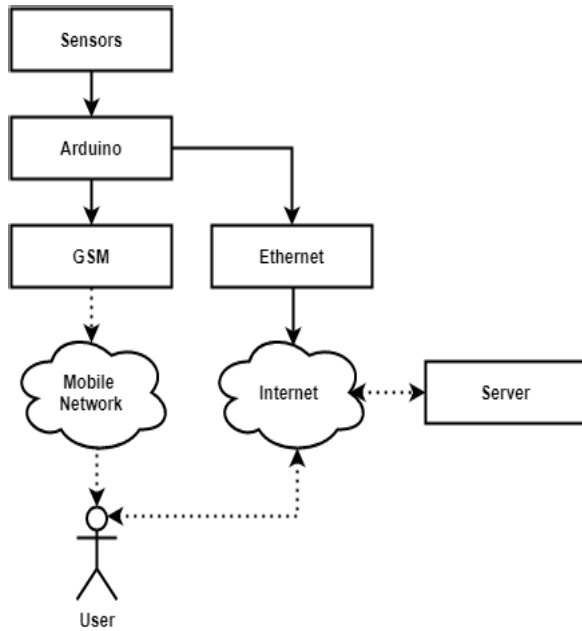 Sensors
Arduino
GSM
Ethernet
Mobile
Network
Internet
Server
User